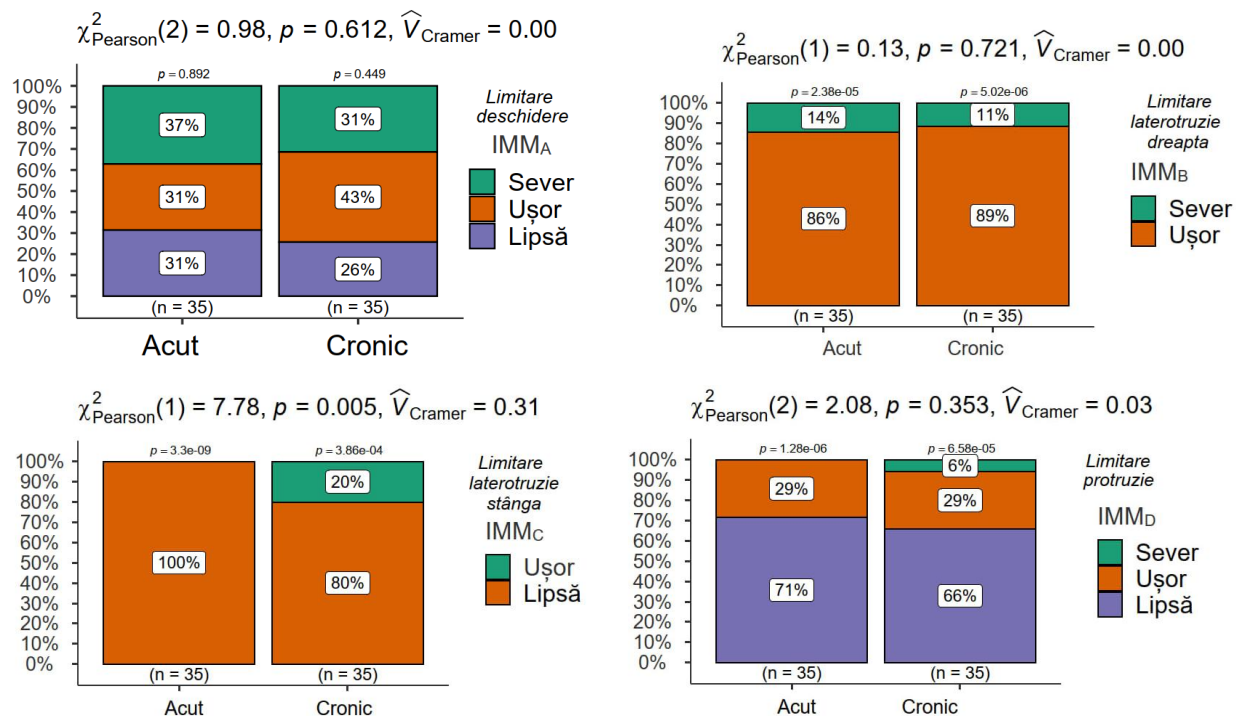 χ²Pearson(2) = 0.98, p = 0.612, V̂Cramer = 0.00
p = 0.892
p = 0.449
100%
90%
80%
70%
60%
50%
40%
30%
20%
10%
0%
37%
31%
31%
31%
43%
26%
(n = 35)
(n = 35)
Acut
Cronic
Limitare
deschidere
IMMA
Sever
Ușor
Lipsă
χ²Pearson(1) = 0.13, p = 0.721, V̂Cramer = 0.00
p = 2.38e-05
p = 5.02e-06
100%
90%
80%
70%
60%
50%
40%
30%
20%
10%
0%
14%
86%
11%
89%
(n = 35)
(n = 35)
Acut
Cronic
Limitare
laterotruzie
dreapta
IMMB
Sever
Ușor
χ²Pearson(1) = 7.78, p = 0.005, V̂Cramer = 0.31
p = 3.3e-09
p = 3.86e-04
100%
90%
80%
70%
60%
50%
40%
30%
20%
10%
0%
100%
20%
80%
(n = 35)
(n = 35)
Acut
Cronic
Limitare
laterotruzie
stânga
IMMC
Ușor
Lipsă
χ²Pearson(2) = 2.08, p = 0.353, V̂Cramer = 0.03
p = 1.28e-06
p = 6.58e-05
100%
90%
80%
70%
60%
50%
40%
30%
20%
10%
0%
29%
71%
6%
29%
66%
(n = 35)
(n = 35)
Acut
Cronic
Limitare
protruzie
IMMD
Sever
Ușor
Lipsă